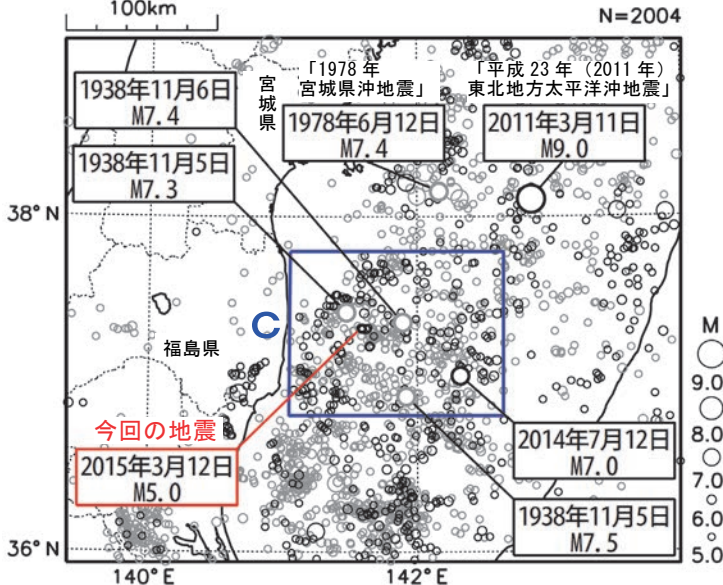 100km
N=2004
「1978 年
宮城県沖地震」
「平成 23 年（2011 年）
東北地方太平洋沖地震」
宮城県
1938年11月6日
M7.4
1978年6月12日
M7.4
2011年3月11日
M9.0
1938年11月5日
M7.3
38° N
C
福島県
今回の地震
2015年3月12日
M5.0
2014年7月12日
M7.0
1938年11月5日
M7.5
36° N
140° E
142° E
M
9.0
8.0
7.0
6.0
5.0